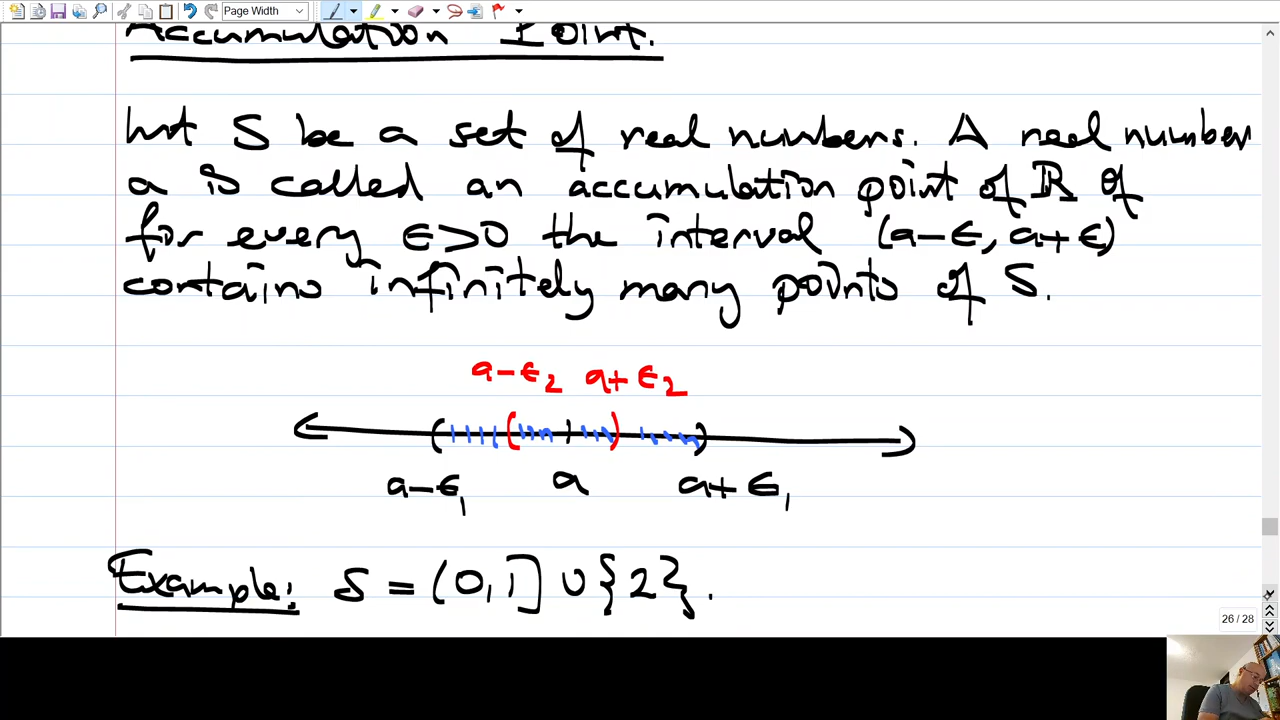 Page Width
Accumulation Point.
Let S be a set of real numbers. A real number
a is called an accumulation point of R if
for every ϵ>0 the interval (a-ϵ, a+ϵ)
contains infinitely many points of S.
a-ϵ2 a+ϵ2
a-ϵ1 a a+ϵ1
Example: S = (0,1] ∪ {2}.
26 / 28